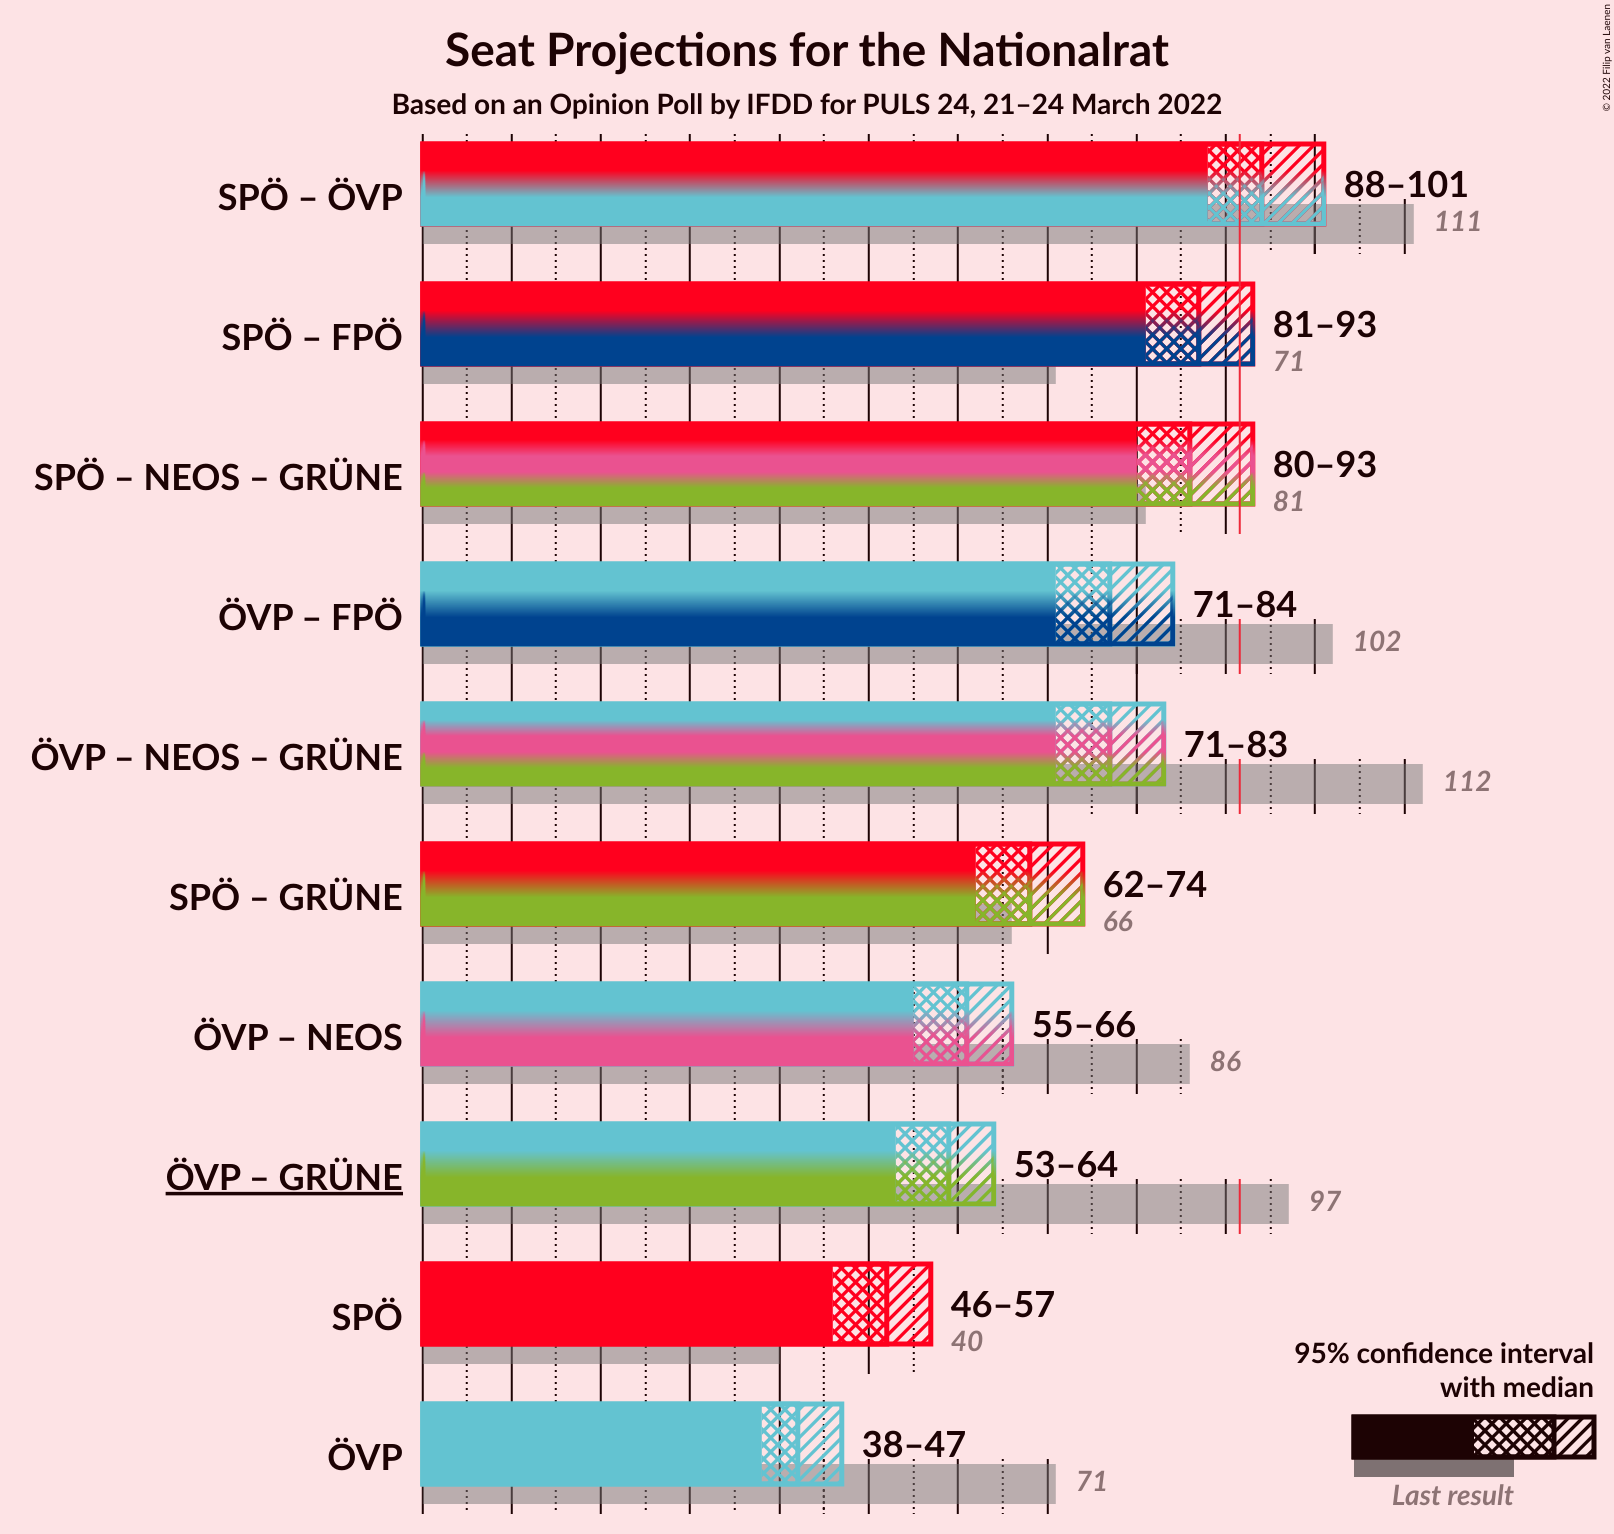 Seat Projections for the Nationalrat
Based on an Opinion Poll by IFDD for PULS 24, 21–24 March 2022
© 2022 Filip van Laenen
SPÖ – ÖVP
88–101
111
SPÖ – FPÖ
81–93
71
SPÖ – NEOS – GRÜNE
80–93
81
ÖVP – FPÖ
71–84
102
ÖVP – NEOS – GRÜNE
71–83
112
SPÖ – GRÜNE
62–74
66
ÖVP – NEOS
55–66
86
ÖVP – GRÜNE
53–64
97
SPÖ
46–57
40
ÖVP
38–47
71
95% confidence interval
with median
Last result